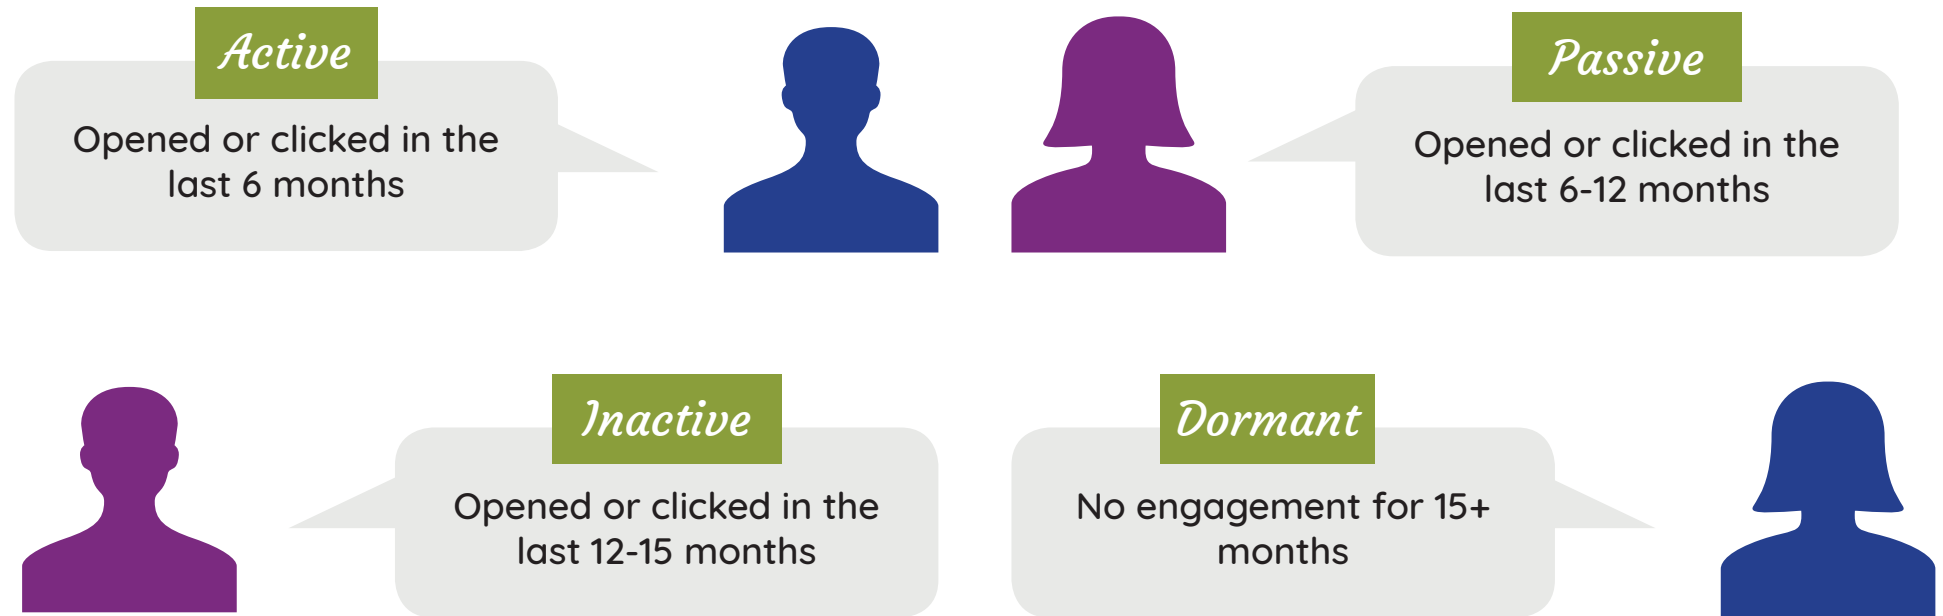 Active
Opened or clicked in the
last 6 months
Passive
Opened or clicked in the
last 6-12 months
Inactive
Opened or clicked in the
last 12-15 months
Dormant
No engagement for 15+
months